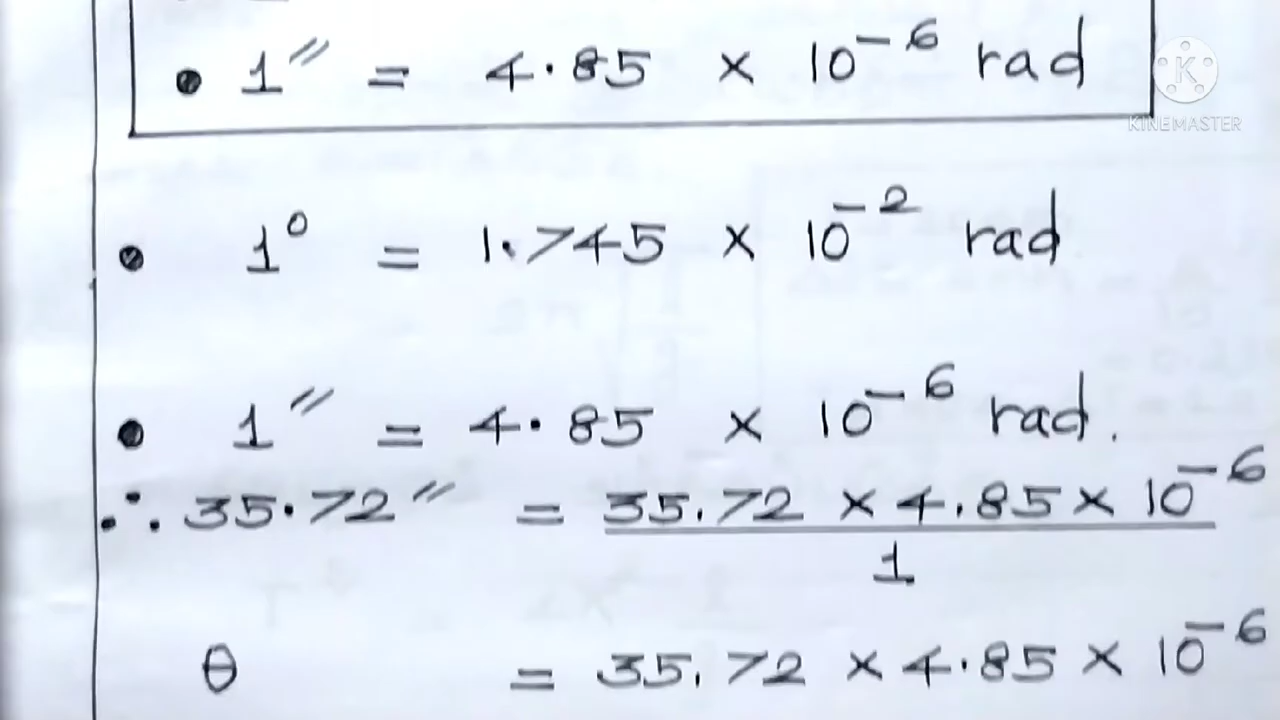 • 1″ = 4.85 × 10⁻⁶ rad
KINEMASTER
• 1° = 1.745 × 10⁻² rad
• 1″ = 4.85 × 10⁻⁶ rad.
∴ 35.72″ = 35.72 × 4.85 × 10⁻⁶
1
θ = 35.72 × 4.85 × 10⁻⁶